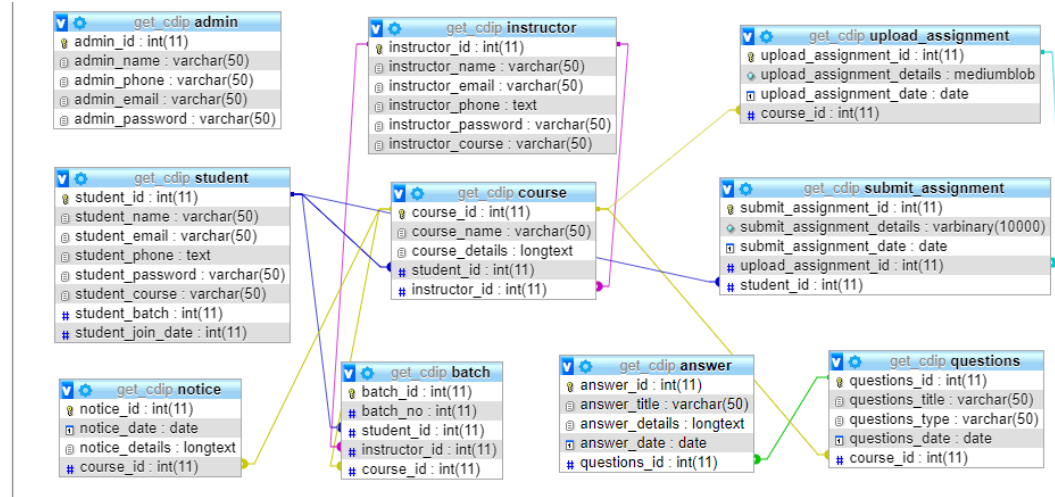 get_cdip admin
admin_id : int(11)
admin_name : varchar(50)
admin_phone : varchar(50)
admin_email : varchar(50)
admin_password : varchar(50)
get_cdip instructor
instructor_id : int(11)
instructor_name : varchar(50)
instructor_email : varchar(50)
instructor_phone : text
instructor_password : varchar(50)
instructor_course : varchar(50)
get_cdip upload_assignment
upload_assignment_id : int(11)
upload_assignment_details : mediumblob
upload_assignment_date : date
course_id : int(11)
get_cdip student
student_id : int(11)
student_name : varchar(50)
student_email : varchar(50)
student_phone : text
student_password : varchar(50)
student_course : varchar(50)
student_batch : int(11)
student_join_date : int(11)
get_cdip course
course_id : int(11)
course_name : varchar(50)
course_details : longtext
student_id : int(11)
instructor_id : int(11)
get_cdip submit_assignment
submit_assignment_id : int(11)
submit_assignment_details : varbinary(10000)
submit_assignment_date : date
upload_assignment_id : int(11)
student_id : int(11)
get_cdip notice
notice_id : int(11)
notice_date : date
notice_details : longtext
course_id : int(11)
get_cdip batch
batch_id : int(11)
batch_no : int(11)
student_id : int(11)
instructor_id : int(11)
course_id : int(11)
get_cdip answer
answer_id : int(11)
answer_title : varchar(50)
answer_details : longtext
answer_date : date
questions_id : int(11)
get_cdip questions
questions_id : int(11)
questions_title : varchar(50)
questions_type : varchar(50)
questions_date : date
course_id : int(11)